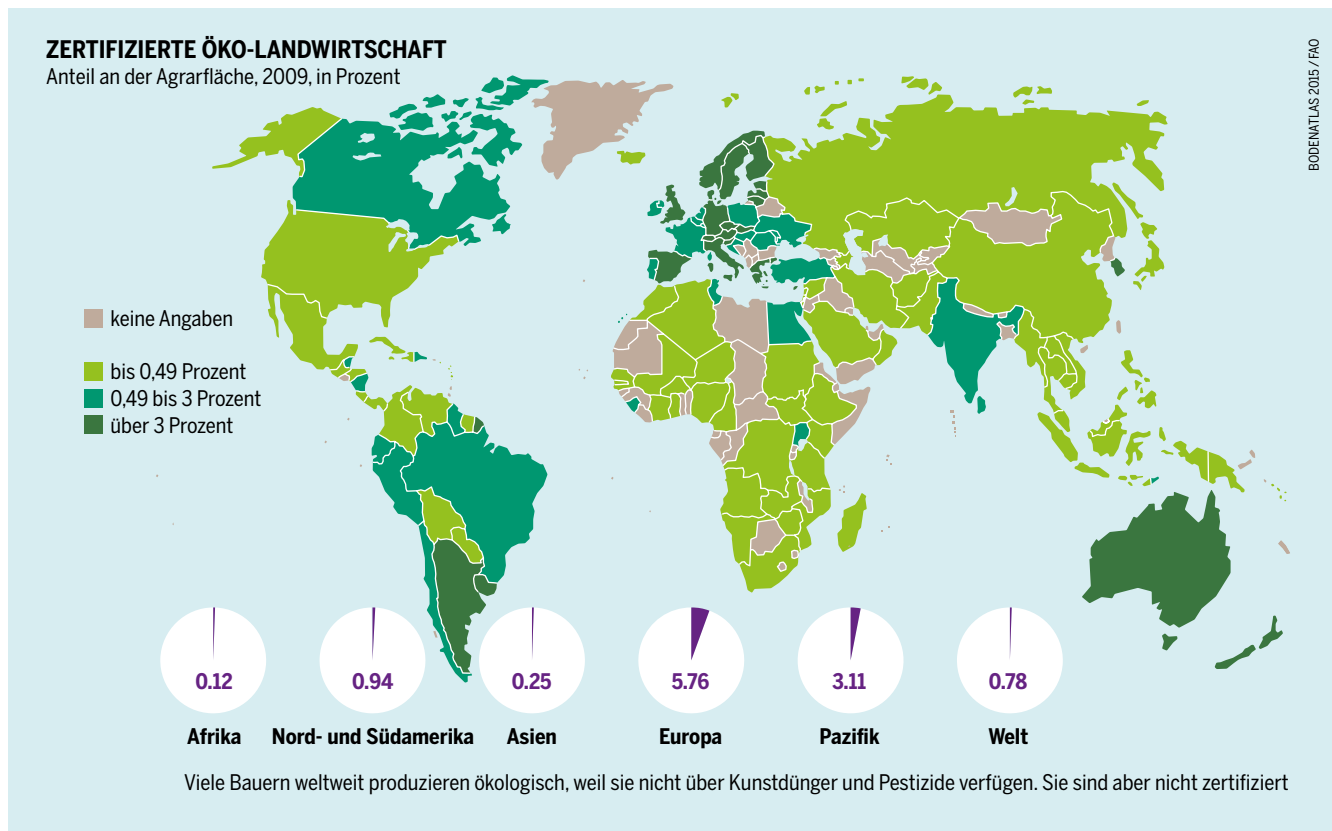 ZERTIFIZIERTE ÖKO-LANDWIRTSCHAFT
Anteil an der Agrarfläche, 2009, in Prozent
BODENATLAS 2015 / FAO
keine Angaben
bis 0,49 Prozent
0,49 bis 3 Prozent
über 3 Prozent
0.12
0.94
0.25
5.76
3.11
0.78
Afrika
Nord- und Südamerika
Asien
Europa
Pazifik
Welt
Viele Bauern weltweit produzieren ökologisch, weil sie nicht über Kunstdünger und Pestizide verfügen. Sie sind aber nicht zertifiziert